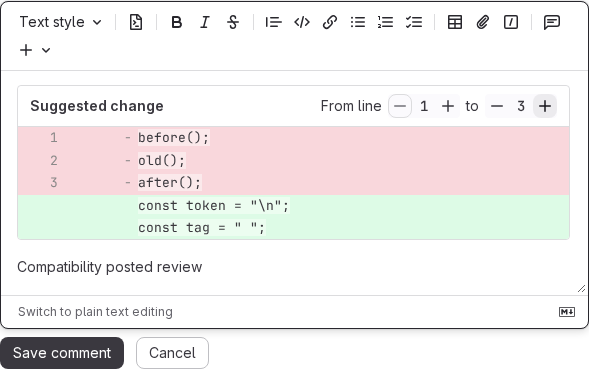 Text style
Suggested change From line 1 to 3
1 - before();
2 - old();
3 - after();
const token = "\n";
const tag = " ";
Compatibility posted review
Switch to plain text editing
Save comment Cancel